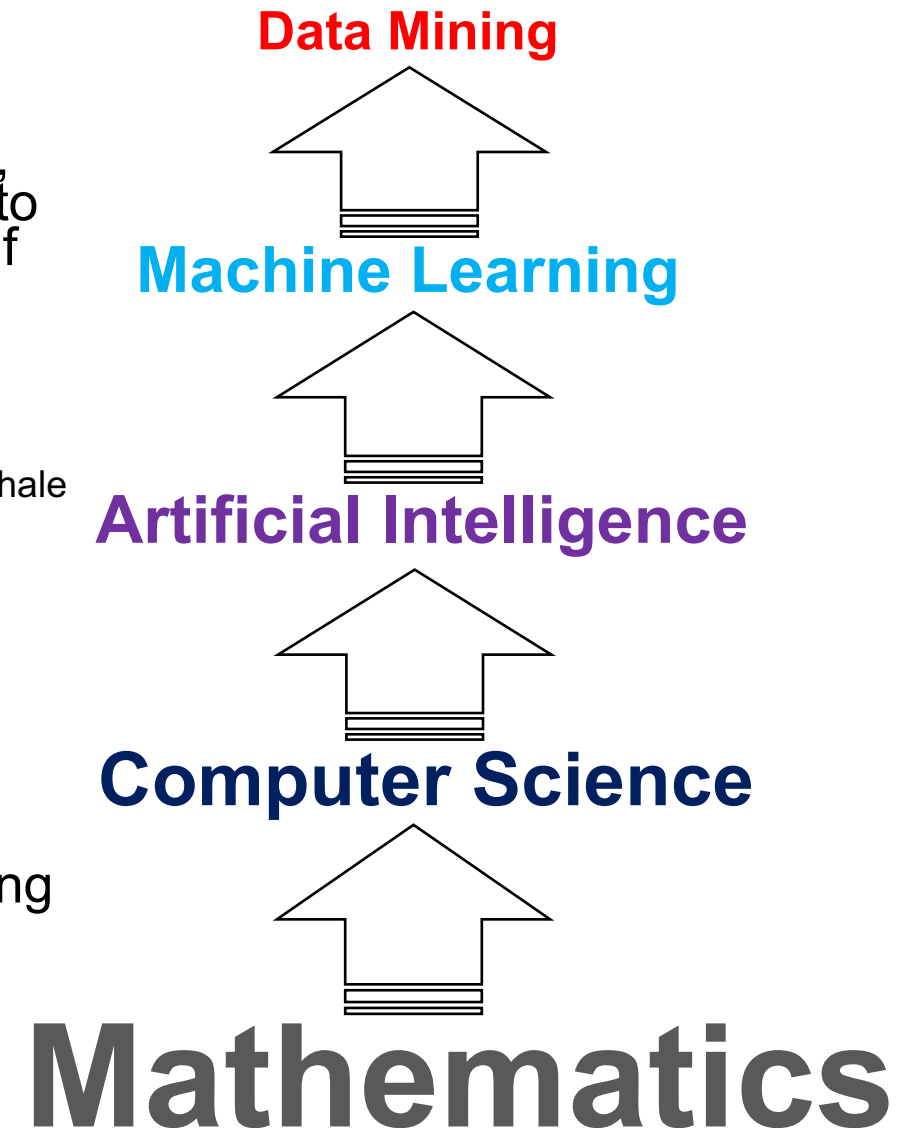 Data Mining
,
to
f
Machine Learning
hale
Artificial Intelligence
Computer Science
ng
Mathematics